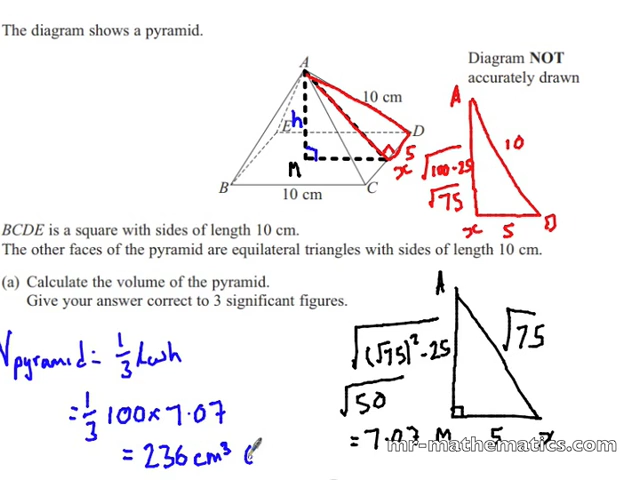 The diagram shows a pyramid.
Diagram NOT
accurately drawn
A
10 cm
h
E
D
5
M
x
B
10 cm
C
A
10
√100-25
√75
x 5 D
BCDE is a square with sides of length 10 cm.
The other faces of the pyramid are equilateral triangles with sides of length 10 cm.
(a) Calculate the volume of the pyramid.
Give your answer correct to 3 significant figures.
Vpyramid = 1/3 Lwh
= 1/3 100 x 7.07
= 236 cm³ (
A
√(√75)² - 25
√75
√50
= 7.07
M 5 x
mr-mathematics.com